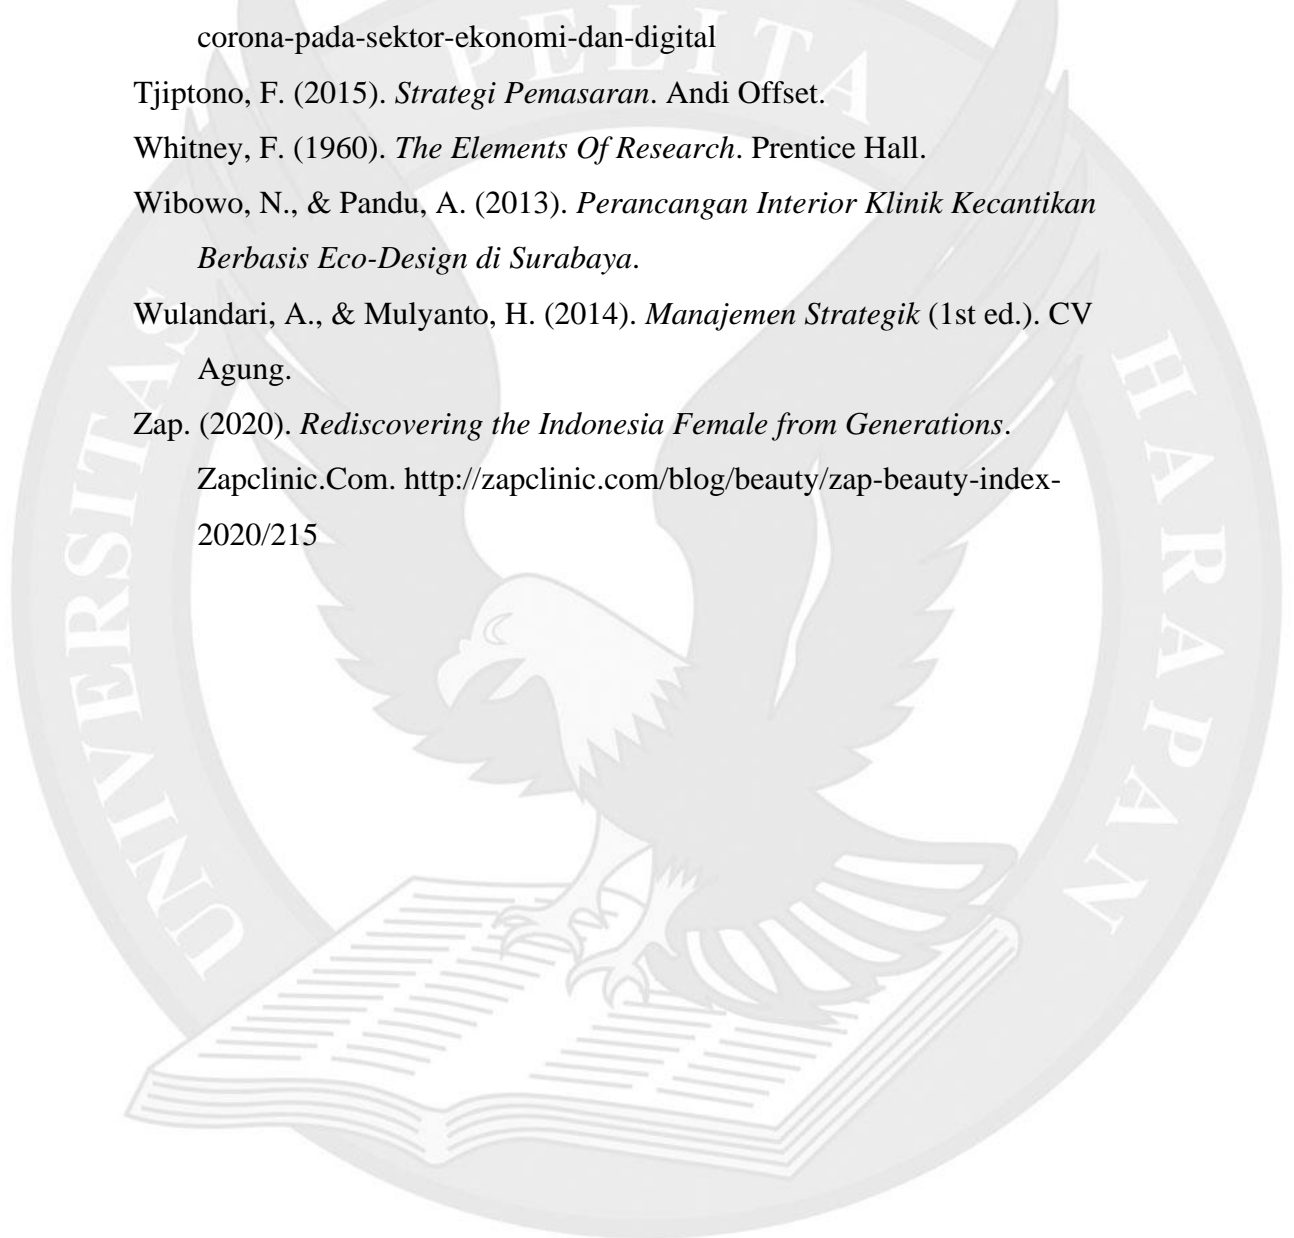 corona-pada-sektor-ekonomi-dan-digital
Tjiptono, F. (2015). Strategi Pemasaran. Andi Offset.
Whitney, F. (1960). The Elements Of Research. Prentice Hall.
Wibowo, N., & Pandu, A. (2013). Perancangan Interior Klinik Kecantikan
Berbasis Eco-Design di Surabaya.
Wulandari, A., & Mulyanto, H. (2014). Manajemen Strategik (1st ed.). CV
Agung.
Zap. (2020). Rediscovering the Indonesia Female from Generations.
Zapclinic.Com. http://zapclinic.com/blog/beauty/zap-beauty-index-
2020/215
UNIVERSITAS PELITA HARAPAN